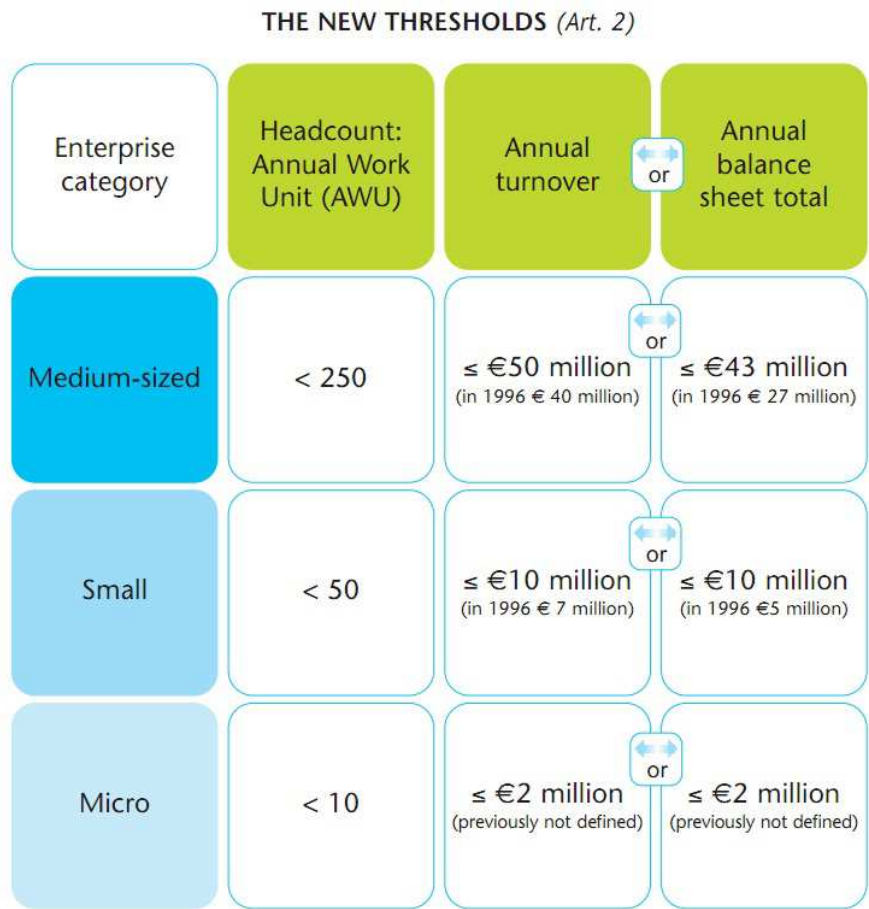 THE NEW THRESHOLDS (Art. 2)
Enterprise
category
Headcount:
Annual Work
Unit (AWU)
Annual
turnover
or
Annual
balance
sheet total
Medium-sized
< 250
≤ €50 million
(in 1996 € 40 million)
or
≤ €43 million
(in 1996 € 27 million)
Small
< 50
≤ €10 million
(in 1996 € 7 million)
or
≤ €10 million
(in 1996 €5 million)
Micro
< 10
≤ €2 million
(previously not defined)
or
≤ €2 million
(previously not defined)